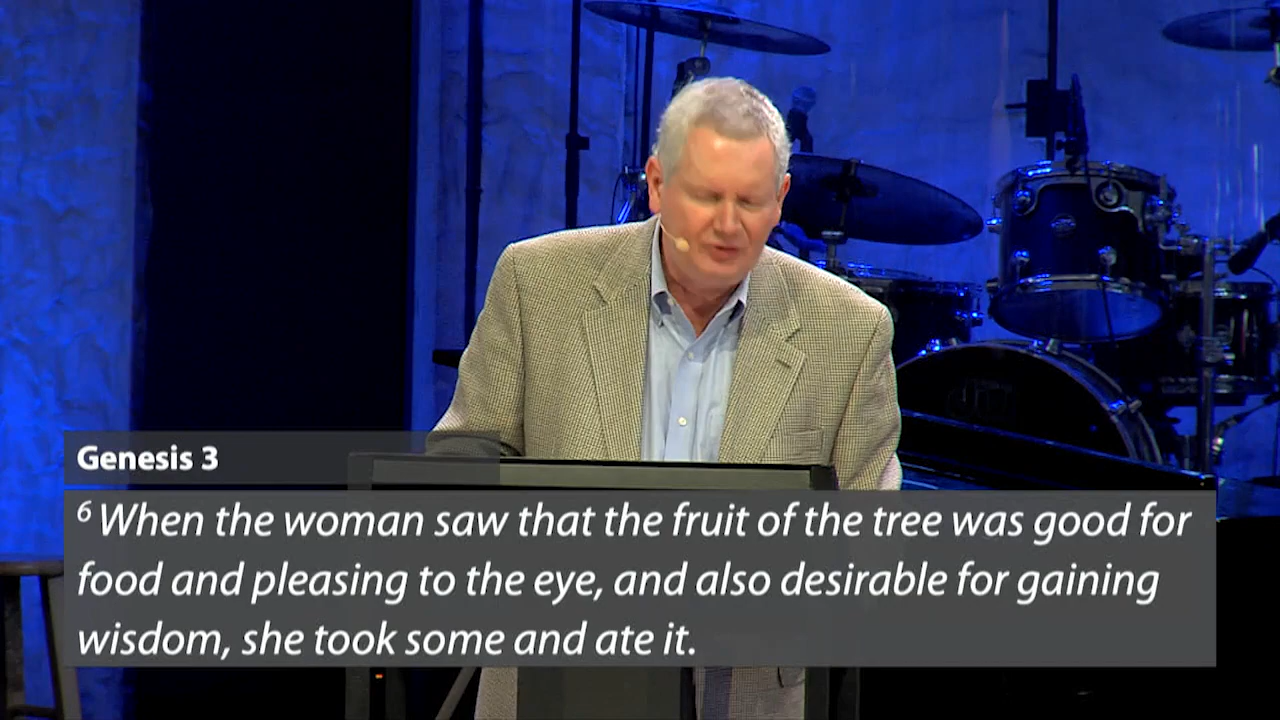 Genesis 3
6 When the woman saw that the fruit of the tree was good for
food and pleasing to the eye, and also desirable for gaining
wisdom, she took some and ate it.